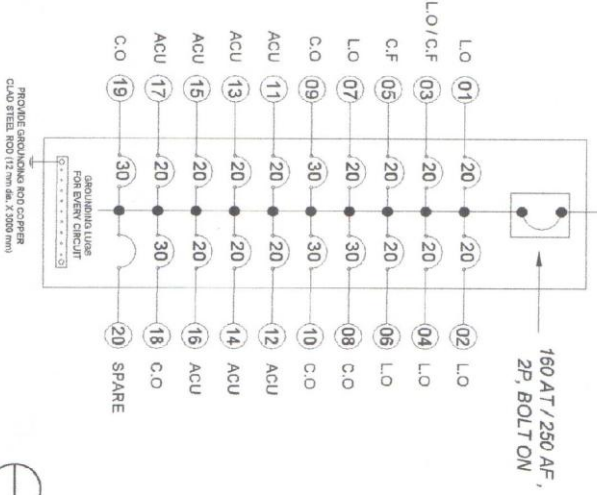 160 AT / 250 AF ,
2P, BOLT ON
L.O 01 20 20 02 L.O
L.O / C.F 03 20 20 04 L.O
C.F 05 20 20 06 L.O
L.O 07 20 30 08 C.O
C.O 09 30 30 10 C.O
ACU 11 20 20 12 ACU
ACU 13 20 20 14 ACU
ACU 15 20 20 16 ACU
ACU 17 20 30 18 C.O
C.O 19 30 20 SPARE
GROUNDING LUGS
FOR EVERY CIRCUIT
PROVIDE GROUNDING ROD COPPER
CLAD STEEL ROD (12 mm dia. X 3000 mm)